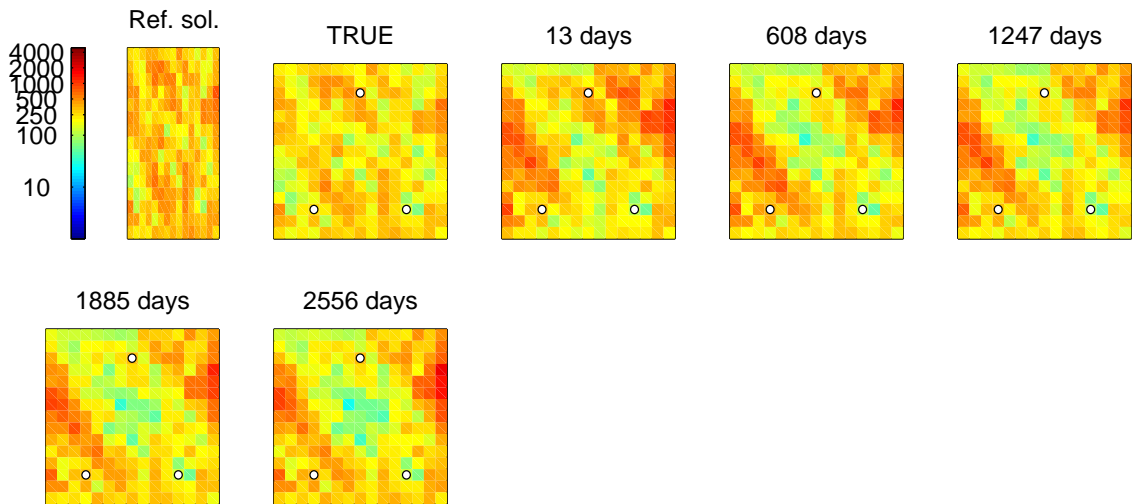 Ref. sol.
TRUE
13 days
608 days
1247 days
4000
2000
1000
500
250
100
10
1885 days
2556 days